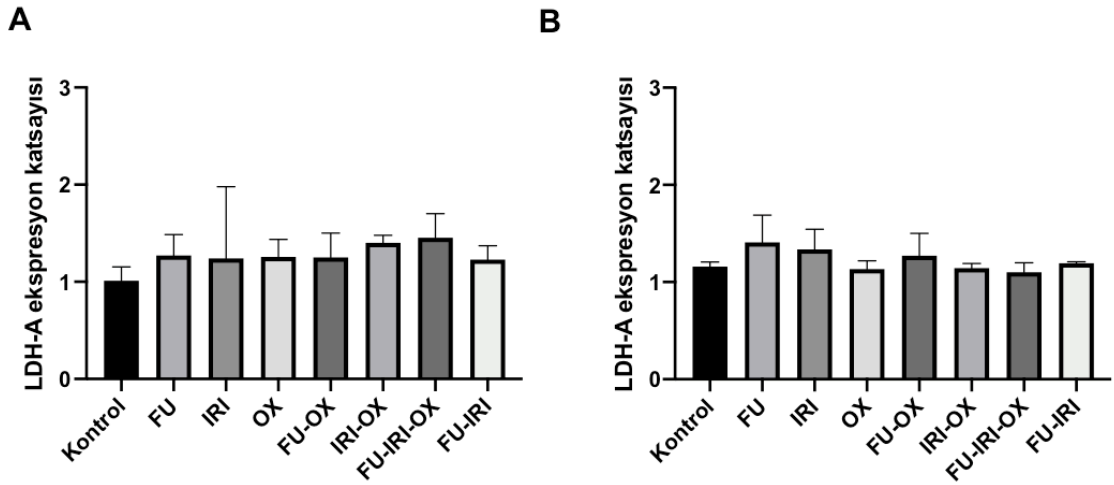 A
LDH-A ekspresyon katsayısı
3
2
1
0
Kontrol
FU
IRI
OX
FU-OX
IRI-OX
FU-IRI-OX
FU-IRI
B
LDH-A ekspresyon katsayısı
3
2
1
0
Kontrol
FU
IRI
OX
FU-OX
IRI-OX
FU-IRI-OX
FU-IRI